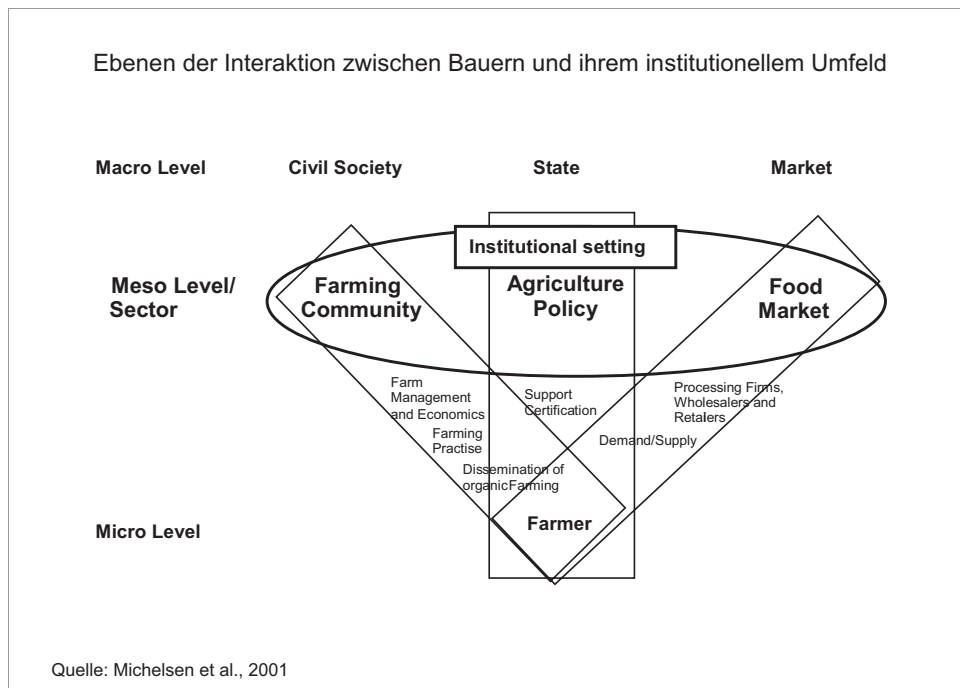 Ebenen der Interaktion zwischen Bauern und ihrem institutionellem Umfeld
Macro Level
Civil Society
State
Market
Institutional setting
Meso Level/
Sector
Farming
Community
Agriculture
Policy
Food
Market
Farm
Management
and Economics
Farming
Practise
Support
Certification
Processing Firms,
Wholesalers and
Retalers
Demand/Supply
Dissemination of
organicFarming
Micro Level
Farmer
Quelle: Michelsen et al., 2001